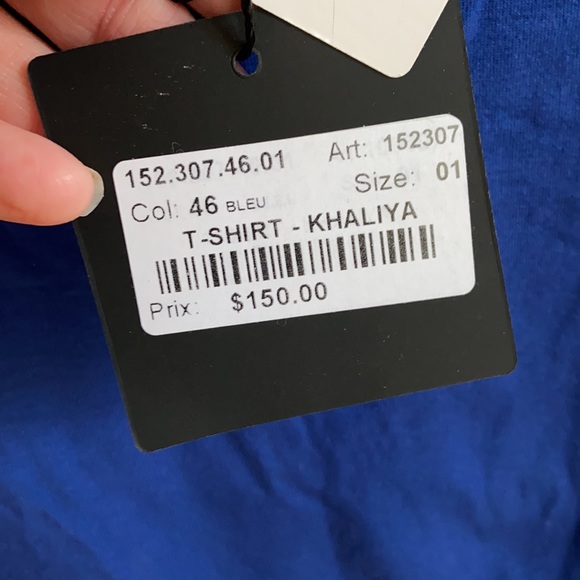 152.307.46.01 Art: 152307
Col: 46 BLEU Size: 01
T-SHIRT - KHALIYA
Prix: $150.00